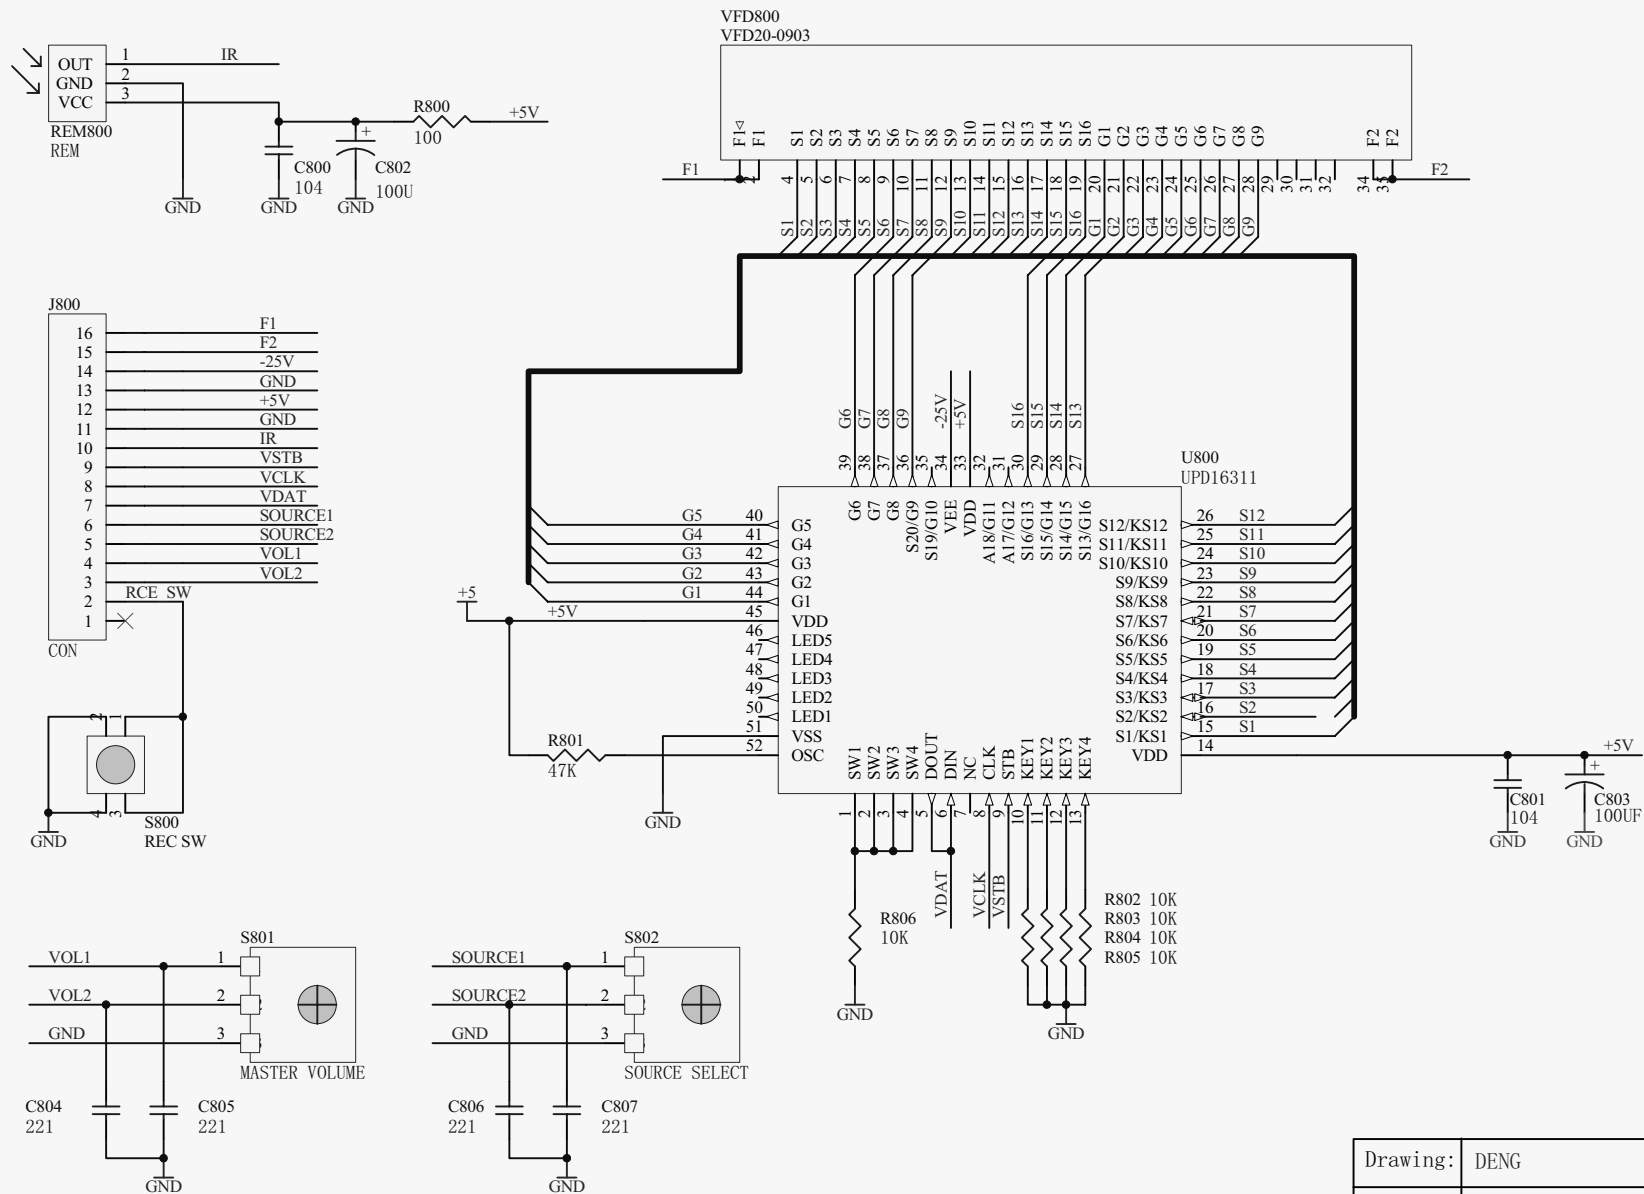 VFD800
VFD20-0903
OUT 1 IR
GND 2
VCC 3
REM800
REM
R800
100
+5V
+
C800
104
C802
100U
GND GND GND
F1 F1 S1 S2 S3 S4 S5 S6 S7 S8 S9 S10 S11 S12 S13 S14 S15 S16 G1 G2 G3 G4 G5 G6 G7 G8 G9 F2 F2
F1 2 4 5 6 7 8 9 10 11 12 13 14 15 16 17 18 19 20 21 22 23 24 25 26 27 28 29 30 31 32 34 35 F2
S1 S2 S3 S4 S5 S6 S7 S8 S9 S10 S11 S12 S13 S14 S15 S16 G1 G2 G3 G4 G5 G6 G7 G8 G9
J800
16 F1
15 F2
14 -25V
13 GND
12 +5V
11 GND
10 IR
9 VSTB
8 VCLK
7 VDAT
6 SOURCE1
5 SOURCE2
4 VOL1
3 VOL2
2 RCE SW
1
CON
G6 G7 G8 G9 -25V +5V S16 S15 S14 S13
39 38 37 36 35 34 33 32 31 30 29 28 27
U800
UPD16311
G6 G7 G8 S20/G9 S19/G10 VEE VDD A18/G11 A17/G12 S16/G13 S15/G14 S14/G15 S13/G16
G5 40 G5
G4 41 G4
G3 42 G3
G2 43 G2
G1 44 G1
+5
+5V 45 VDD
46 LED5
47 LED4
48 LED3
49 LED2
50 LED1
51 VSS
52 OSC
S12/KS12 26 S12
S11/KS11 25 S11
S10/KS10 24 S10
S9/KS9 23 S9
S8/KS8 22 S8
S7/KS7 21 S7
S6/KS6 20 S6
S5/KS5 19 S5
S4/KS4 18 S4
S3/KS3 17 S3
S2/KS2 16 S2
S1/KS1 15 S1
VDD 14 +5V
R801
47K
GND
SW1 SW2 SW3 SW4 DOUT DIN NC CLK STB KEY1 KEY2 KEY3 KEY4
1 2 3 4 5 6 7 8 9 10 11 12 13
VDAT VCLK VSTB
+
C801
104
C803
100UF
GND GND
2 1
4 3
S800
REC SW
GND
R806
10K
GND
R802 10K
R803 10K
R804 10K
R805 10K
GND
S801
VOL1 1
VOL2 2
GND 3
MASTER VOLUME
C804
221
C805
221
GND
S802
SOURCE1 1
SOURCE2 2
GND 3
SOURCE SELECT
C806
221
C807
221
GND
Drawing: DENG